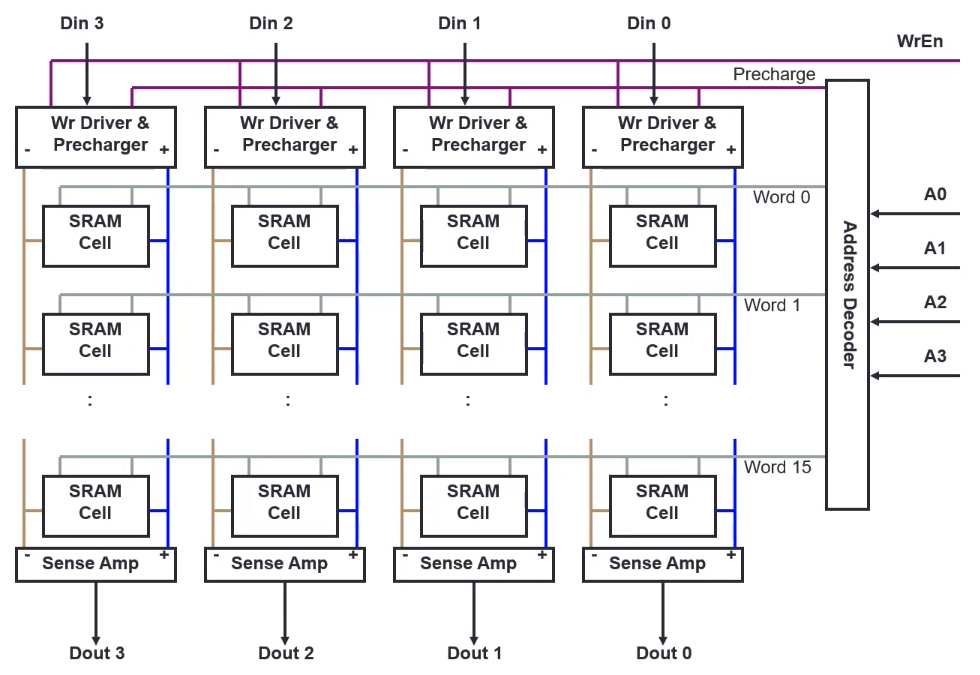 Din 3
Din 2
Din 1
Din 0
WrEn
Precharge
Wr Driver &
Precharger
- +
Wr Driver &
Precharger
- +
Wr Driver &
Precharger
- +
Wr Driver &
Precharger
- +
Word 0
SRAM
Cell
SRAM
Cell
SRAM
Cell
SRAM
Cell
Word 1
SRAM
Cell
SRAM
Cell
SRAM
Cell
SRAM
Cell
:
:
:
:
Word 15
SRAM
Cell
SRAM
Cell
SRAM
Cell
SRAM
Cell
- +
Sense Amp
- +
Sense Amp
- +
Sense Amp
- +
Sense Amp
Dout 3
Dout 2
Dout 1
Dout 0
Address Decoder
A0
A1
A2
A3